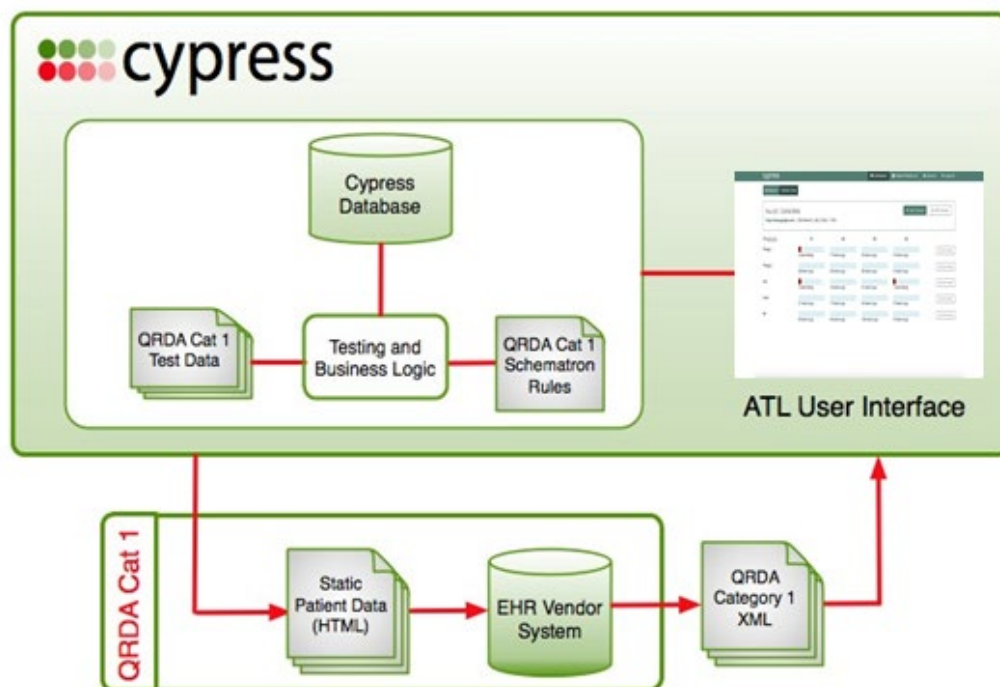 cypress
Cypress
Database
QRDA Cat 1
Test Data
Testing and
Business Logic
QRDA Cat 1
Schematron
Rules
ATL User Interface
QRDA Cat 1
Static
Patient Data
(HTML)
EHR Vendor
System
QRDA
Category 1
XML